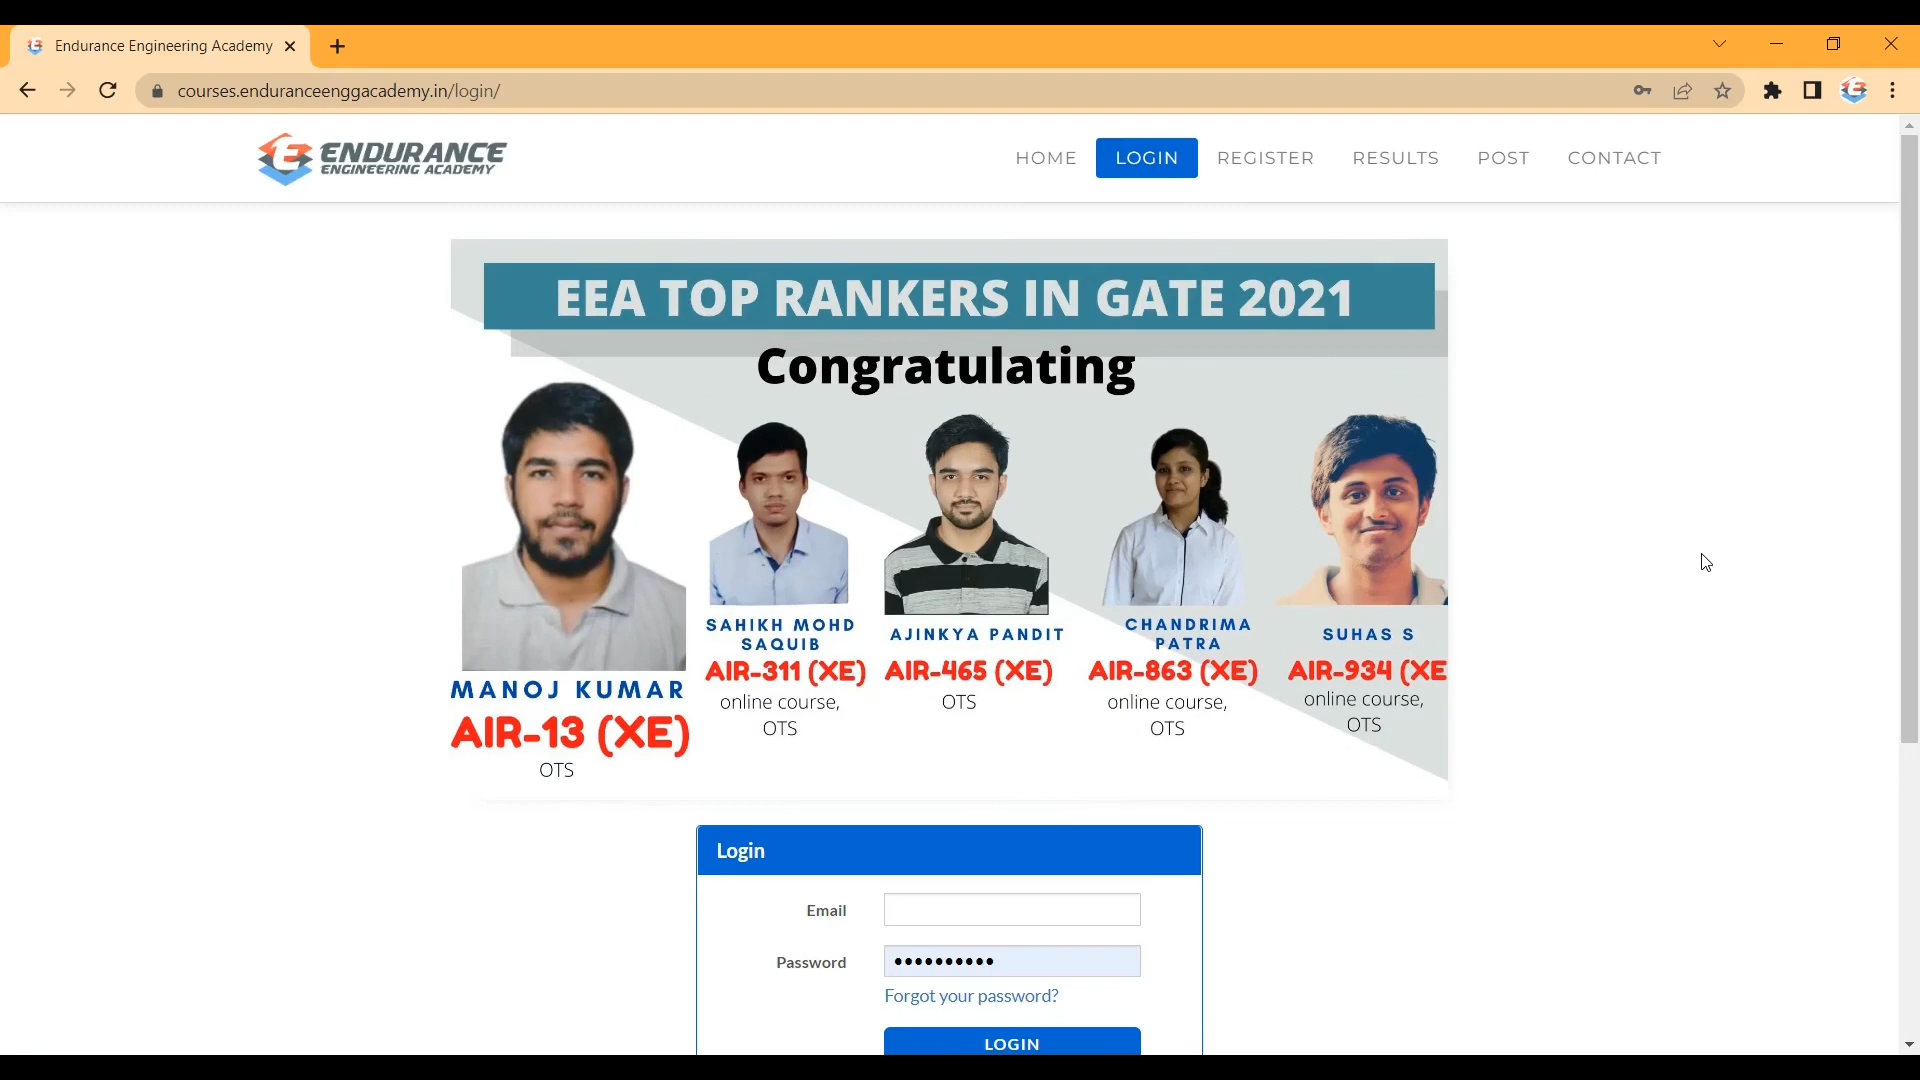 Endurance Engineering Academy
courses.enduranceenggacademy.in/login/
ENDURANCE
ENGINEERING ACADEMY
HOME
LOGIN
REGISTER
RESULTS
POST
CONTACT
EEA TOP RANKERS IN GATE 2021
Congratulating
MANOJ KUMAR
AIR-13 (XE)
OTS
SAHIKH MOHD
SAQUIB
AIR-311 (XE)
online course,
OTS
AJINKYA PANDIT
AIR-465 (XE)
OTS
CHANDRIMA
PATRA
AIR-863 (XE)
online course,
OTS
SUHAS S
AIR-934 (XE
online course,
OTS
Login
Email
Password
Forgot your password?
LOGIN